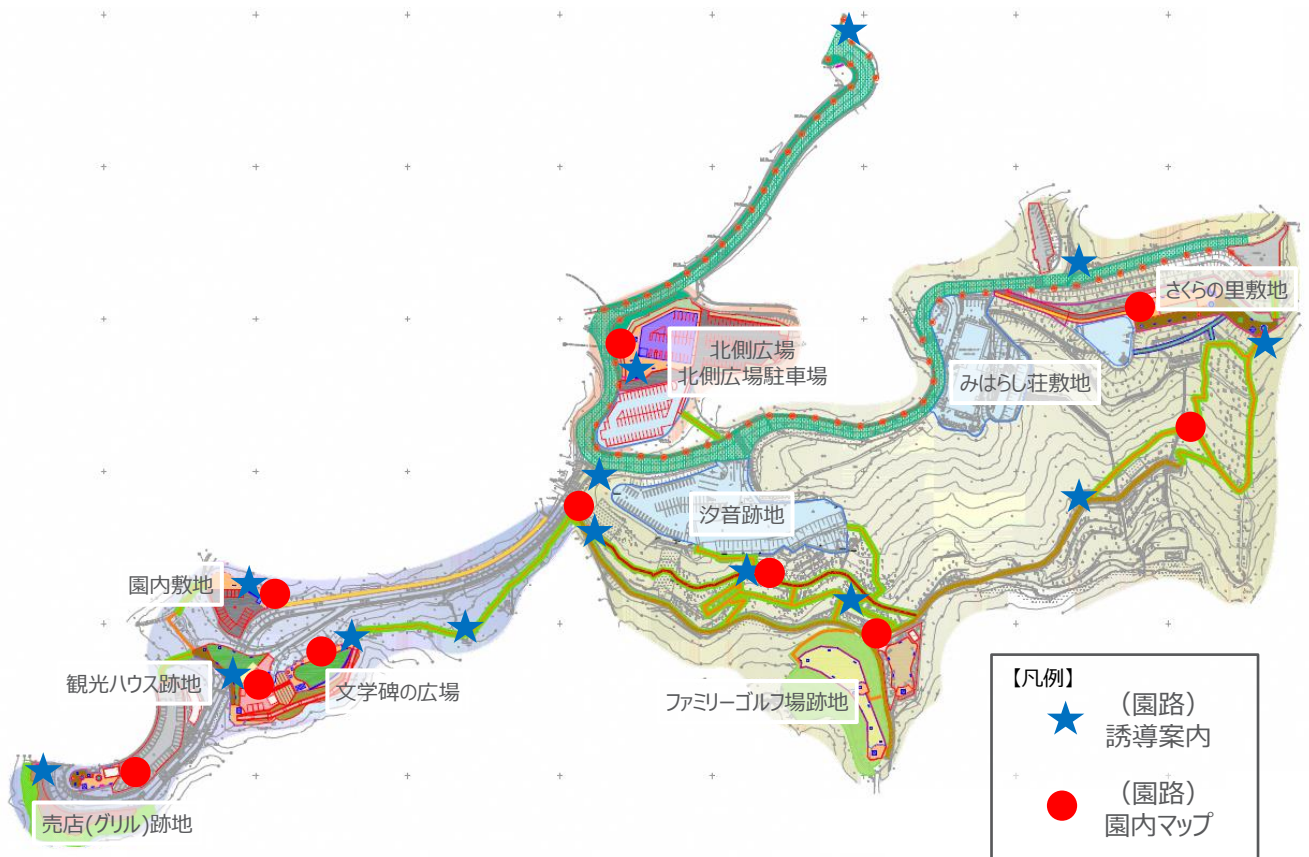 さくらの里敷地
北側広場
北側広場駐車場
みはらし荘敷地
汐音跡地
園内敷地
観光ハウス跡地
文学碑の広場
ファミリーゴルフ場跡地
売店(グリル)跡地
【凡例】
（園路）
誘導案内
（園路）
園内マップ